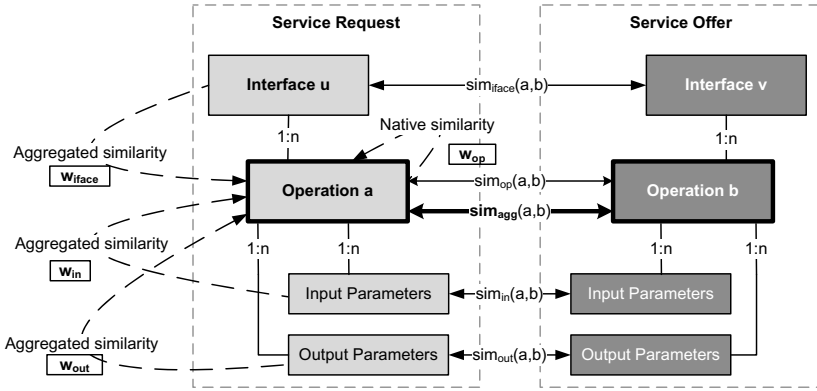 Service Request
Service Offer
Interface u
sim_iface(a,b)
Interface v
1:n
Native similarity
1:n
Aggregated similarity
w_iface
w_op
Operation a
sim_op(a,b)
Operation b
sim_agg(a,b)
Aggregated similarity
w_in
1:n
1:n
1:n
1:n
Input Parameters
sim_in(a,b)
Input Parameters
Aggregated similarity
w_out
Output Parameters
sim_out(a,b)
Output Parameters